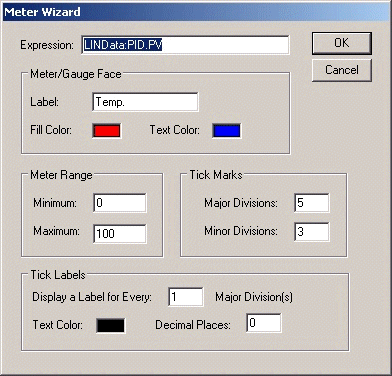 Meter Wizard
Expression: LINData:PID.PV OK
Cancel
Meter/Gauge Face
Label: Temp.
Fill Color: Text Color:
Meter Range
Minimum: 0
Maximum: 100
Tick Marks
Major Divisions: 5
Minor Divisions: 3
Tick Labels
Display a Label for Every: 1 Major Division(s)
Text Color: Decimal Places: 0